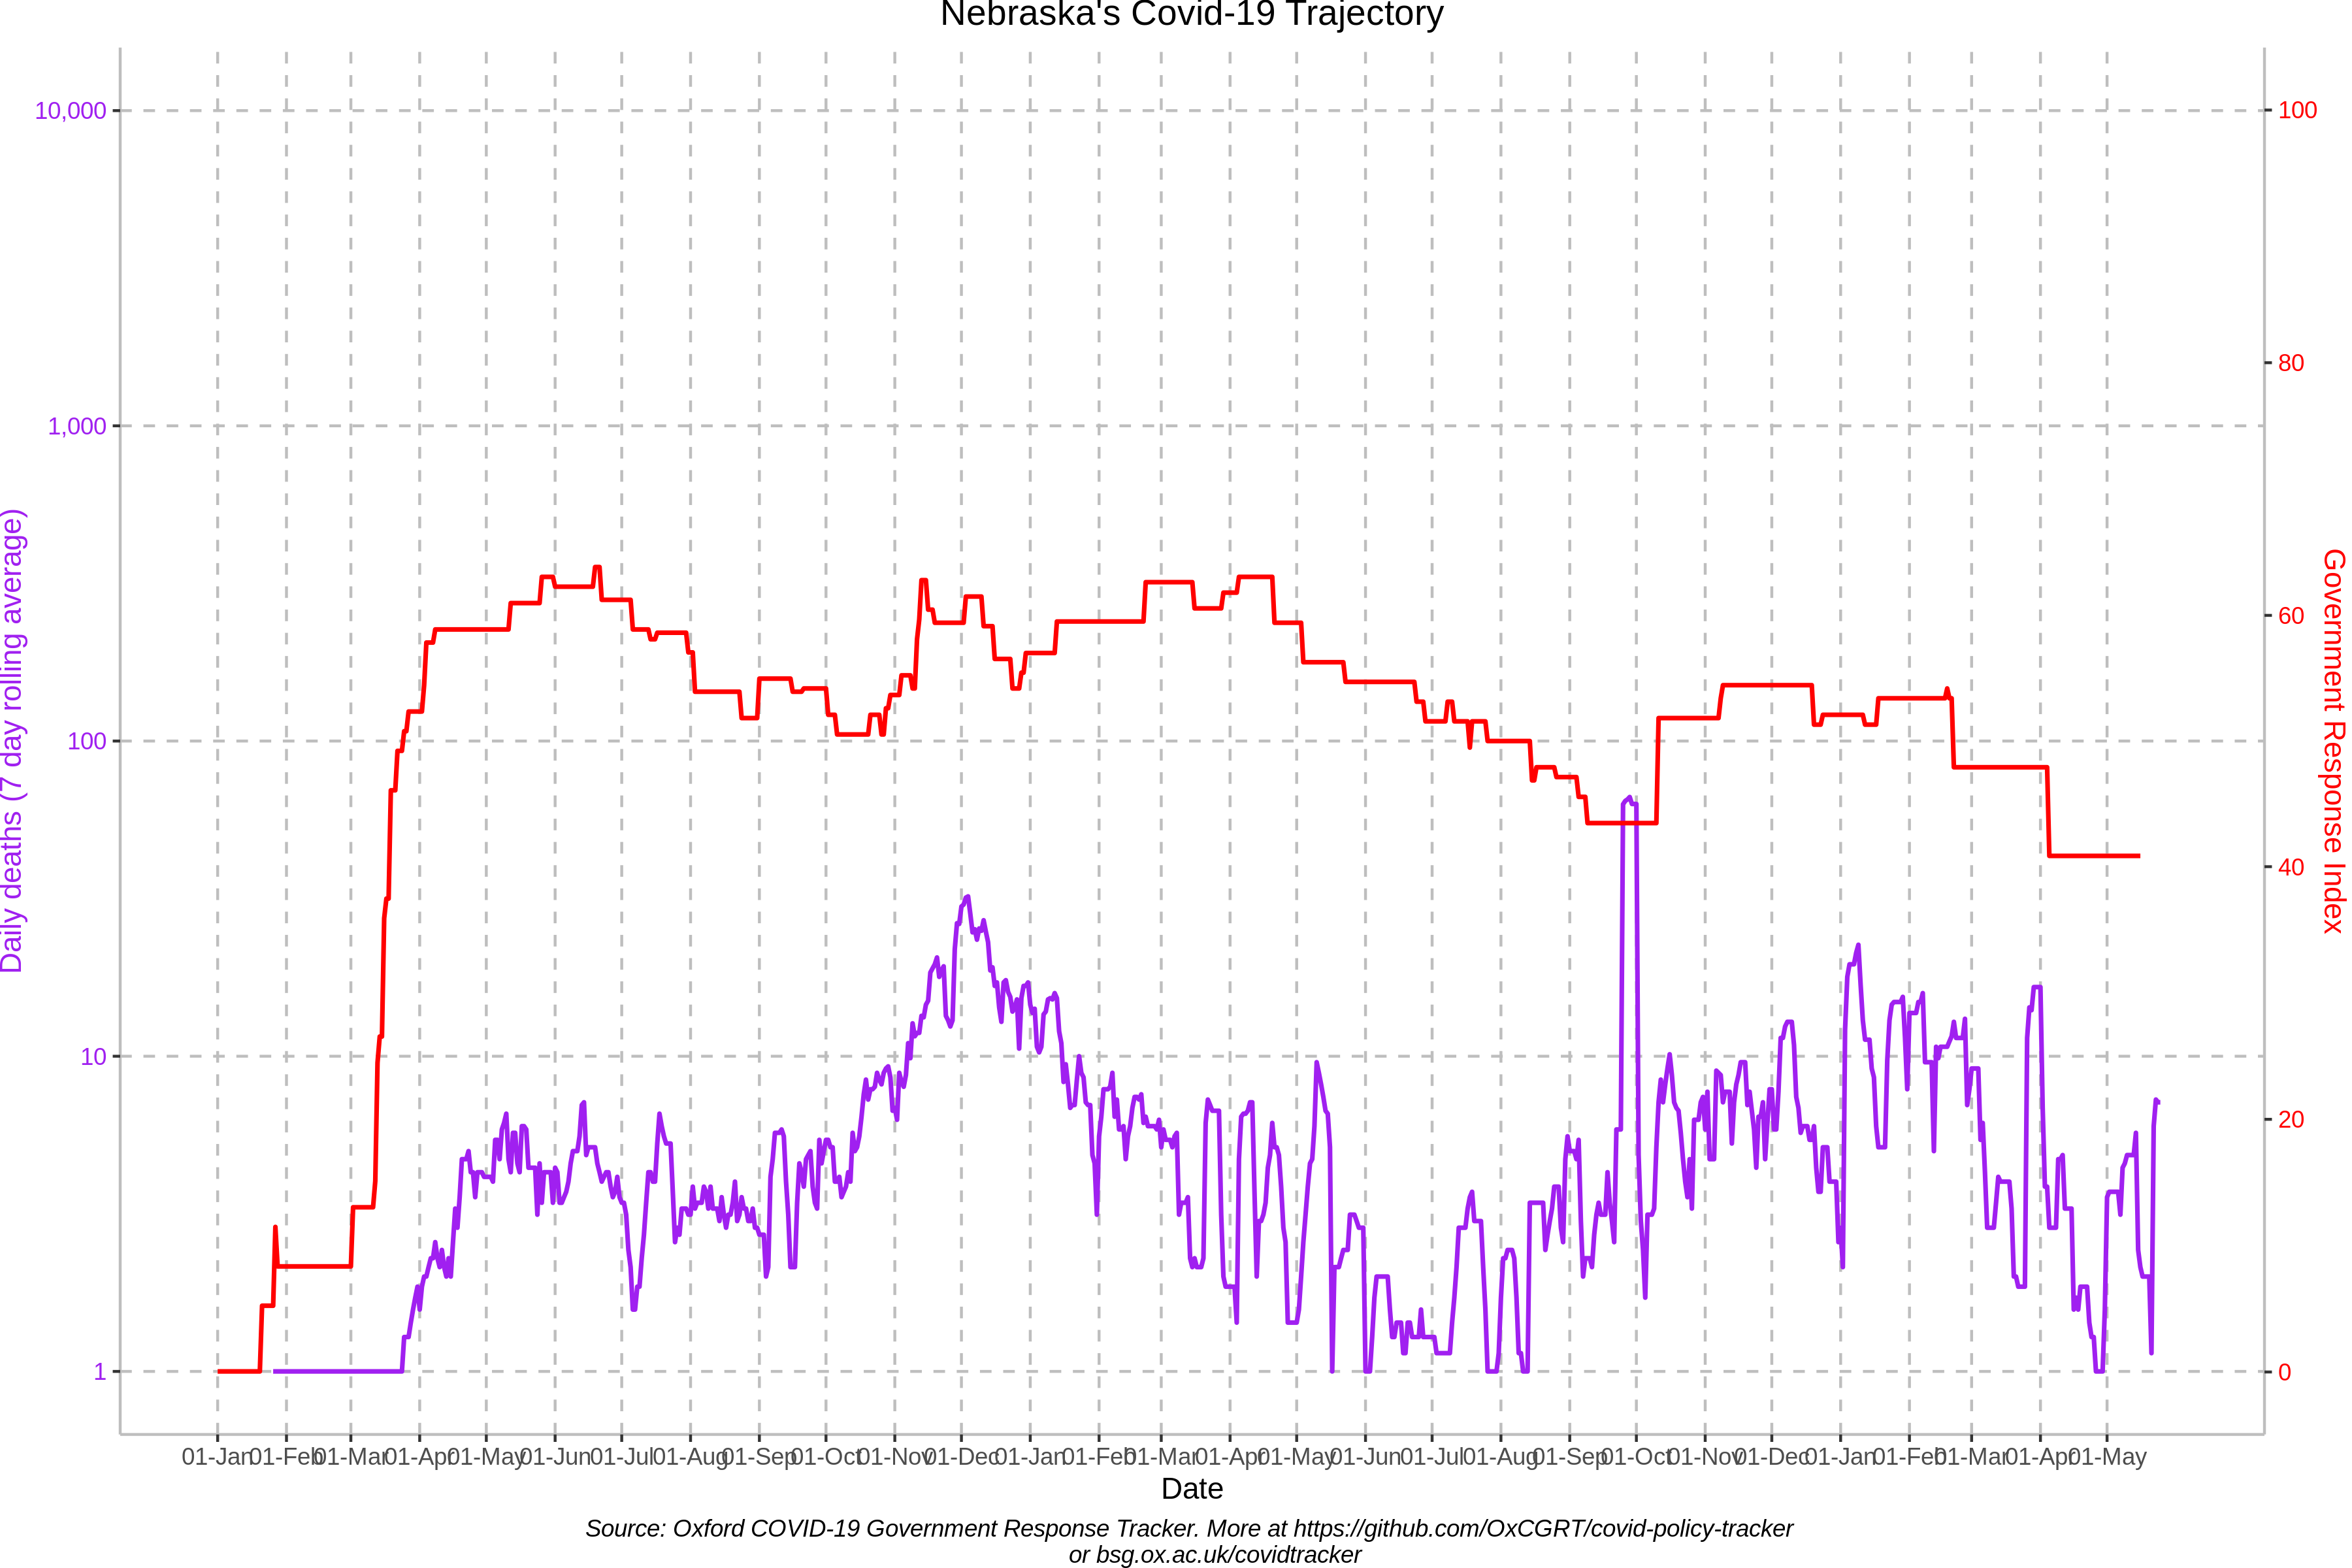 Nebraska's Covid-19 Trajectory
10,000
1,000
100
10
1
Daily deaths (7 day rolling average)
100
80
60
40
20
0
Government Response Index
01-Jan 01-Feb 01-Mar 01-Apr 01-May 01-Jun 01-Jul 01-Aug 01-Sep 01-Oct 01-Nov 01-Dec 01-Jan 01-Feb 01-Mar 01-Apr 01-May 01-Jun 01-Jul 01-Aug 01-Sep 01-Oct 01-Nov 01-Dec 01-Jan 01-Feb 01-Mar 01-Apr 01-May
Date
Source: Oxford COVID-19 Government Response Tracker. More at https://github.com/OxCGRT/covid-policy-tracker
or bsg.ox.ac.uk/covidtracker